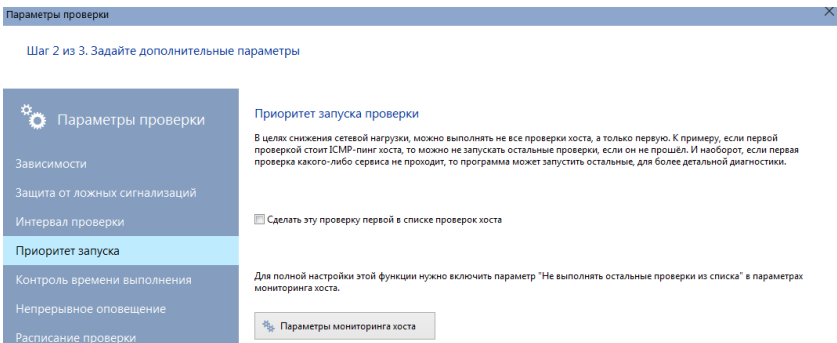 Параметры проверки
Шаг 2 из 3. Задайте дополнительные параметры
Параметры проверки
Зависимости
Защита от ложных сигнализаций
Интервал проверки
Приоритет запуска
Контроль времени выполнения
Непрерывное оповещение
Расписание проверки
Приоритет запуска проверки
В целях снижения сетевой нагрузки, можно выполнять не все проверки хоста, а только первую. К примеру, если первой
проверкой стоит ICMP-пинг хоста, то можно не запускать остальные проверки, если он не прошёл. И наоборот, если первая
проверка какого-либо сервиса не проходит, то программа может запустить остальные, для более детальной диагностики.
Сделать эту проверку первой в списке проверок хоста
Для полной настройки этой функции нужно включить параметр "Не выполнять остальные проверки из списка" в параметрах
мониторинга хоста.
Параметры мониторинга хоста